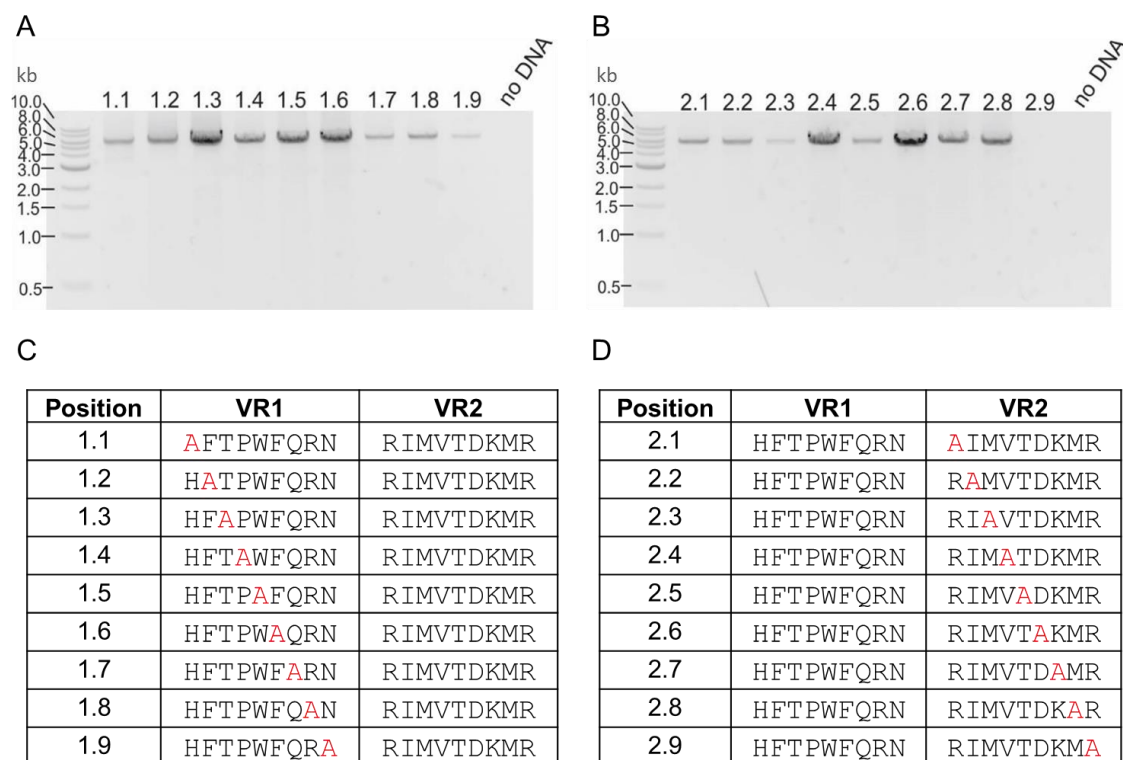 A
B
kb
10.0
8.0
6.0
5.0
4.0
3.0
2.0
1.5
1.0
0.5
1.1 1.2 1.3 1.4 1.5 1.6 1.7 1.8 1.9 no DNA
kb
10.0
8.0
6.0
5.0
4.0
3.0
2.0
1.5
1.0
0.5
2.1 2.2 2.3 2.4 2.5 2.6 2.7 2.8 2.9 no DNA
C
Position VR1 VR2
1.1 AFTPWFQRN RIMVTDKMR
1.2 HATPWFQRN RIMVTDKMR
1.3 HFAPWFQRN RIMVTDKMR
1.4 HFTAWFQRN RIMVTDKMR
1.5 HFTPAFQRN RIMVTDKMR
1.6 HFTPWAQRN RIMVTDKMR
1.7 HFTPWFARN RIMVTDKMR
1.8 HFTPWFQAN RIMVTDKMR
1.9 HFTPWFQRA RIMVTDKMR
D
Position VR1 VR2
2.1 HFTPWFQRN AIMVTDKMR
2.2 HFTPWFQRN RAMVTDKMR
2.3 HFTPWFQRN RIAVTDKMR
2.4 HFTPWFQRN RIMATDKMR
2.5 HFTPWFQRN RIMVADKMR
2.6 HFTPWFQRN RIMVTAKMR
2.7 HFTPWFQRN RIMVTDAMR
2.8 HFTPWFQRN RIMVTDKAR
2.9 HFTPWFQRN RIMVTDKMA